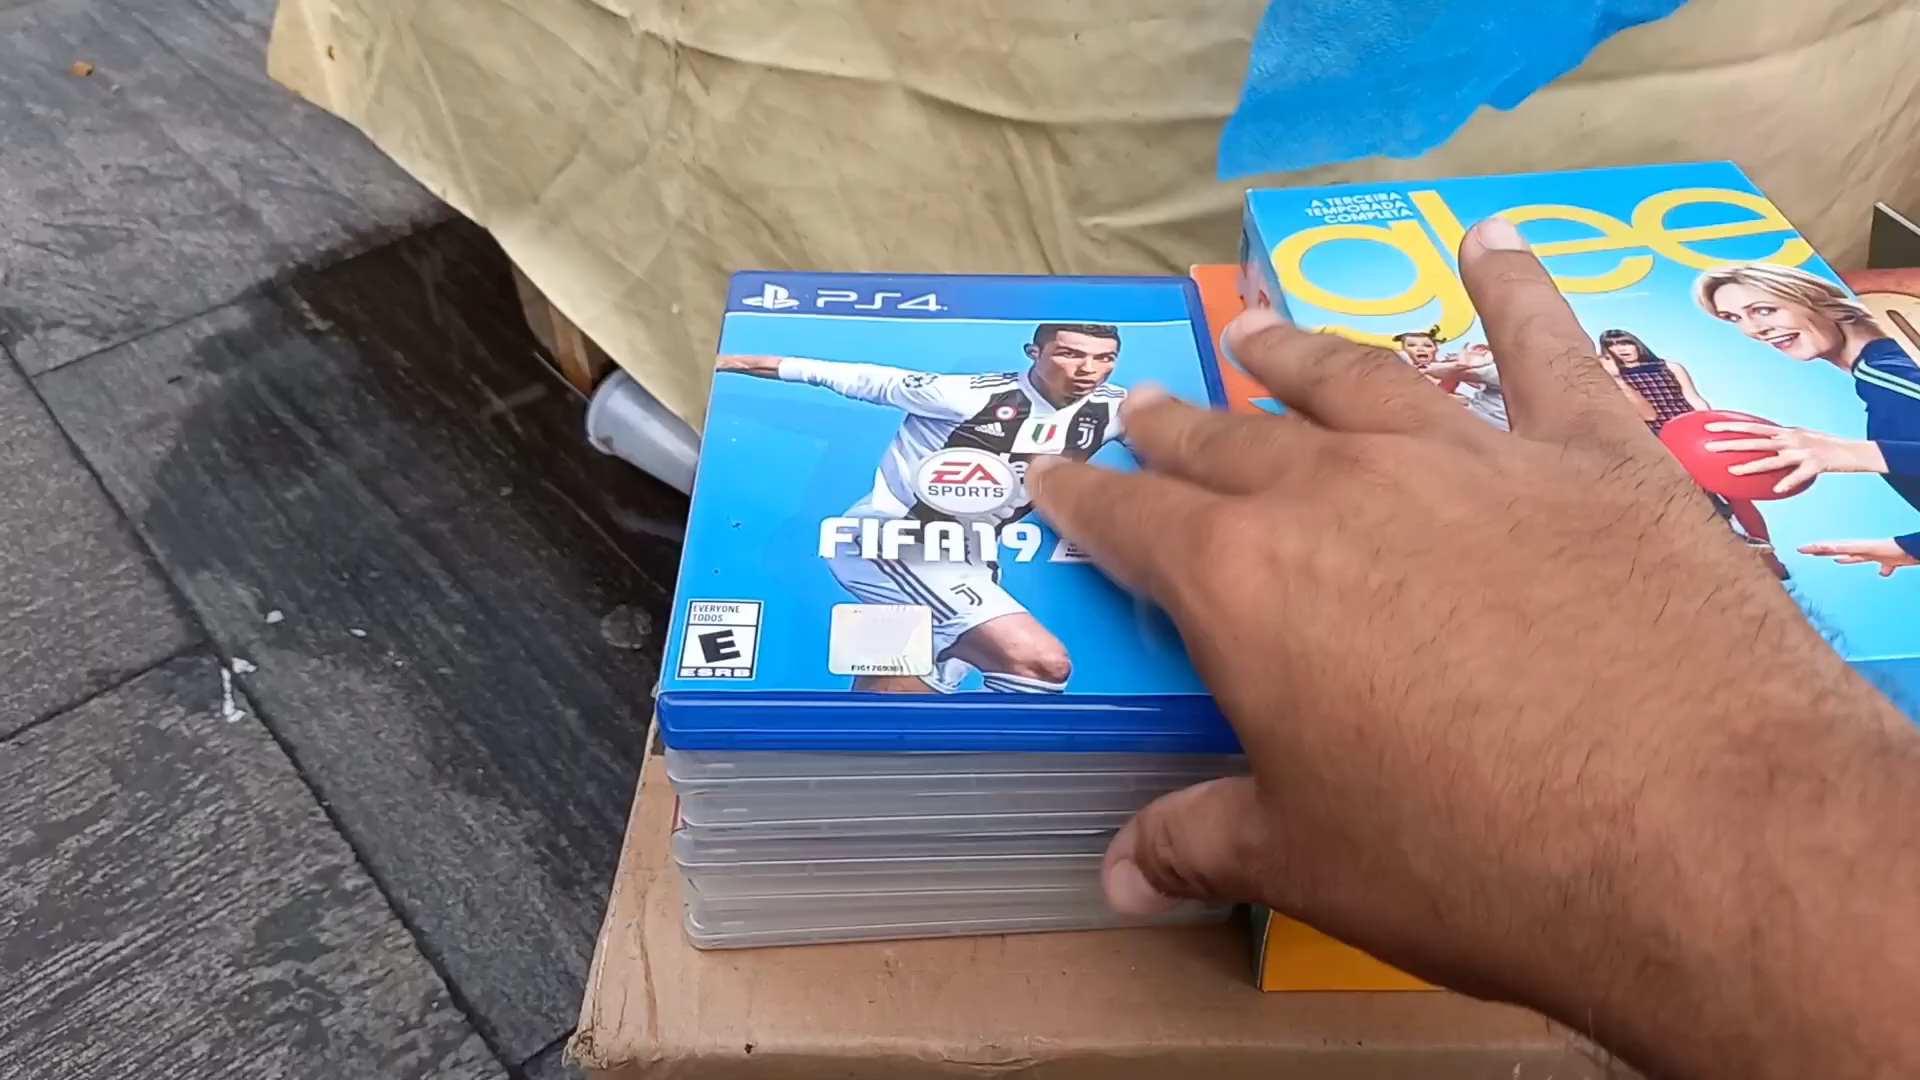 PS4
EA
SPORTS
FIFA19
EVERYONE
TODOS
E
ESRB
A TERCEIRA
TEMPORADA
COMPLETA
glee